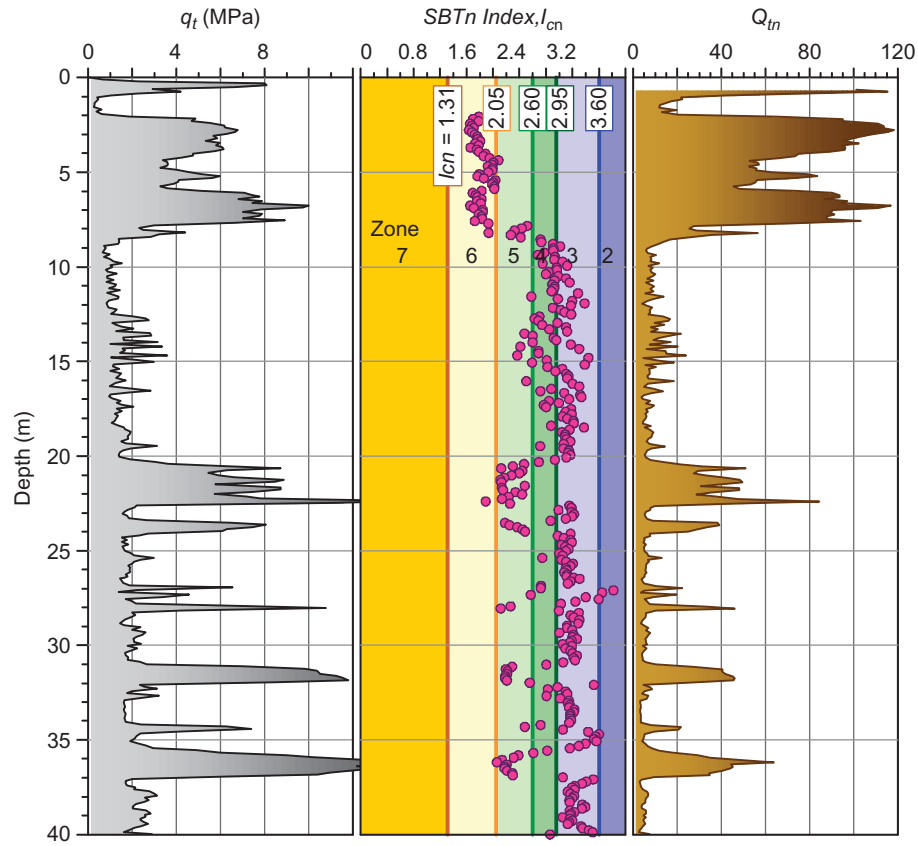 q_t (MPa)
SBTn Index, I_cn
Q_tn
0 4 8
0 0.8 1.6 2.4 3.2
0 40 80 120
Icn = 1.31
2.05
2.60
2.95
3.60
Zone
7 6 5 4 3 2
Depth (m)
0
5
10
15
20
25
30
35
40